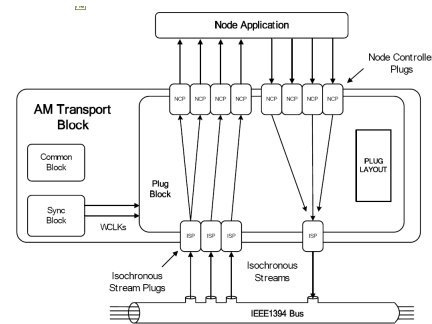 Node Application
Node Controlle
Plugs
NCP NCP NCP NCP NCP NCP NCP NCP
AM Transport
Block
Common
Block
Plug
Block
PLUG
LAYOUT
Sync
Block
WCLKs
ISP ISP ISP ISP
Isochronous
Stream Plugs
Isochronous
Streams
IEEE1394 Bus